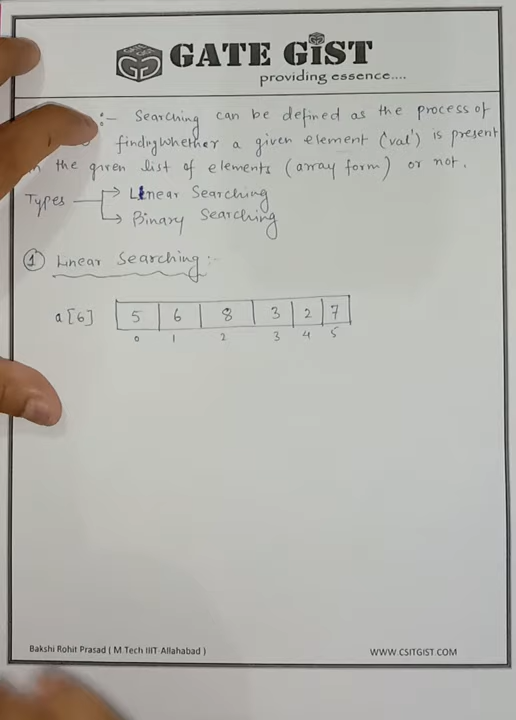 GATE GiST
providing essence....
:- Searching can be defined as the process of
finding whether a given element ('val') is present
the given list of elements (array form) or not.
Types → Linear Searching
→ Binary Searching
① Linear Searching :-
a[6] 5 6 8 3 2 7
0 1 2 3 4 5
Bakshi Rohit Prasad ( M Tech IIIT-Allahabad )
WWW.CSITGIST.COM